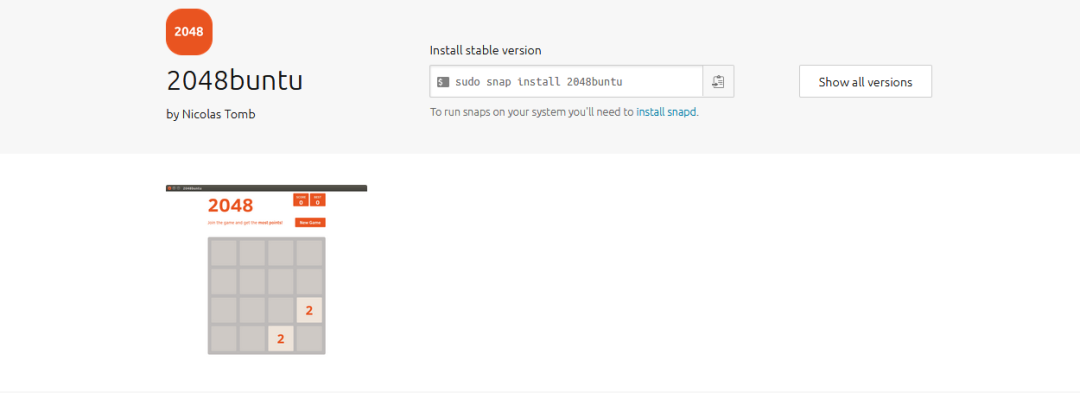 2048
2048buntu
by Nicolas Tomb
Install stable version
sudo snap install 2048buntu
To run snaps on your system you'll need to install snapd.
Show all versions
2048buntu
2048
SCORE
0
BEST
0
Join the game and get the most points!
New Game
2
2